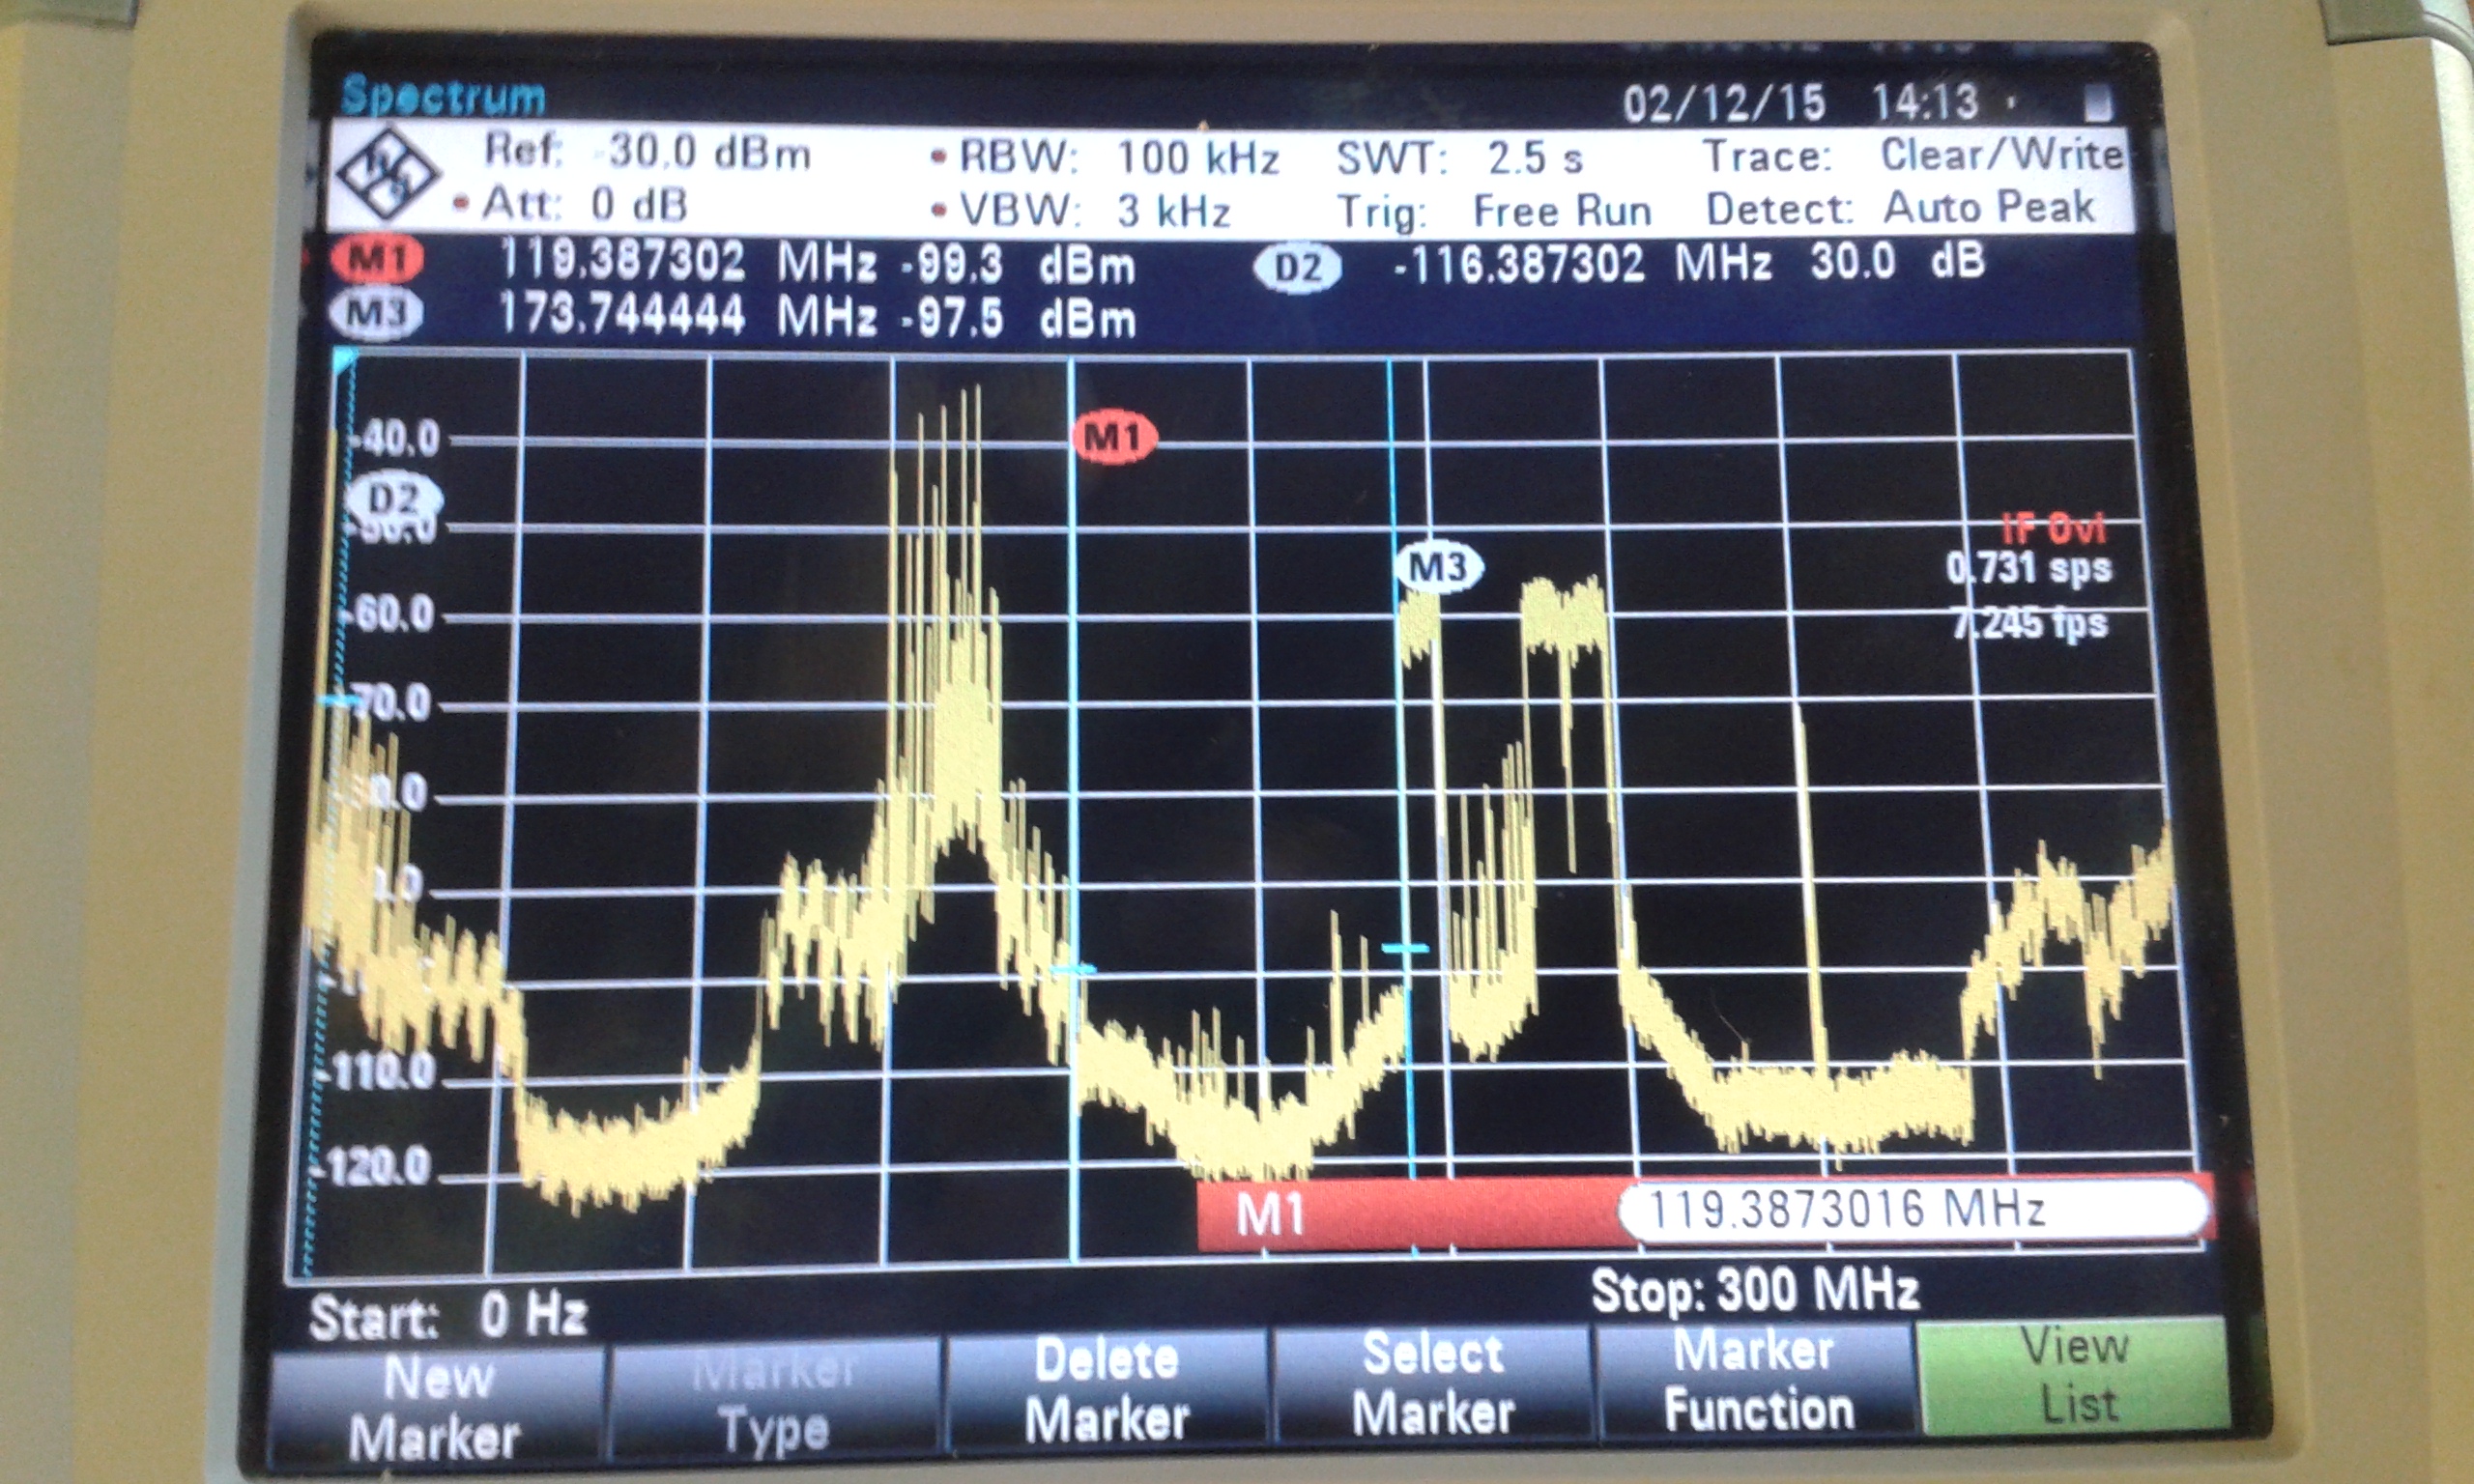 Spectrum 02/12/15 14:13
Ref: -30.0 dBm • RBW: 100 kHz SWT: 2.5 s Trace: Clear/Write
• Att: 0 dB • VBW: 3 kHz Trig: Free Run Detect: Auto Peak
M1 119.387302 MHz -99.3 dBm D2 -116.387302 MHz 30.0 dB
M3 173.744444 MHz -97.5 dBm
-40.0
M1
D2
IF Ovl
M3
0.731 sps
-60.0
7.245 fps
-70.0
-110.0
-120.0
M1 119.3873016 MHz
Start: 0 Hz Stop: 300 MHz
New Marker Delete Select Marker View
Marker Type Marker Marker Function List